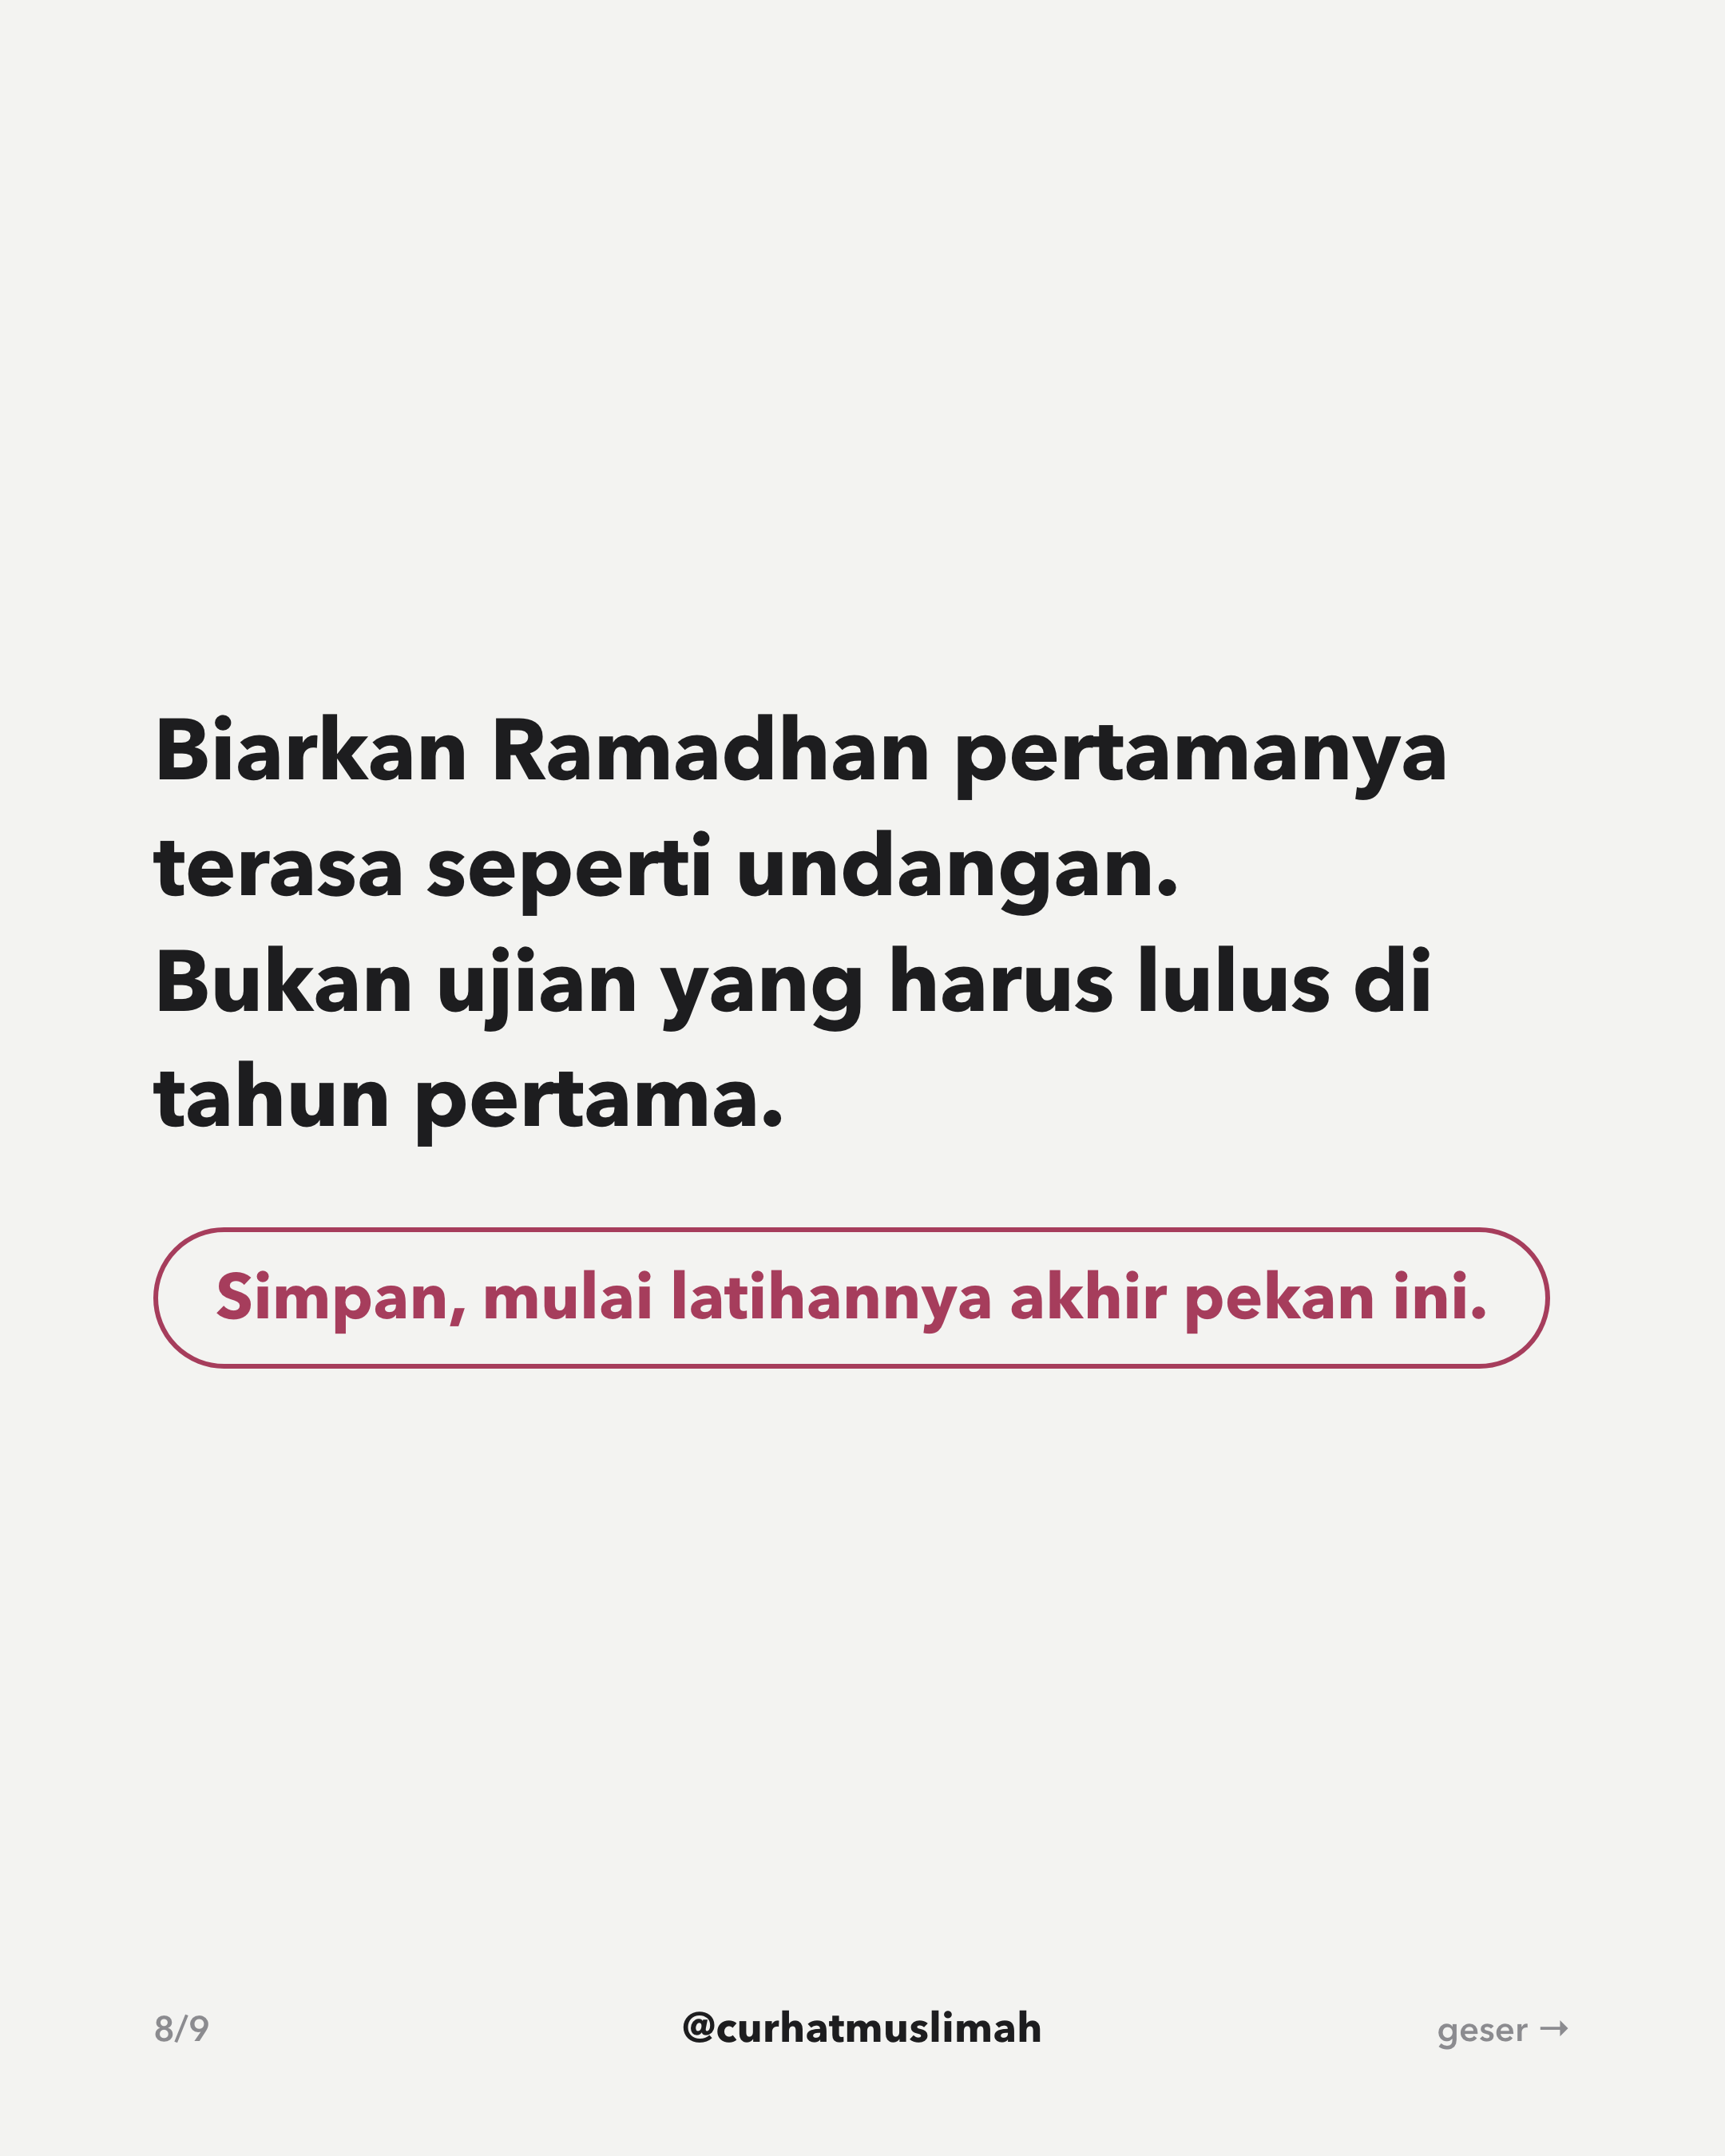 Biarkan Ramadhan pertamanya
terasa seperti undangan.
Bukan ujian yang harus lulus di
tahun pertama.
Simpan, mulai latihannya akhir pekan ini.
8/9
@curhatmuslimah
geser →